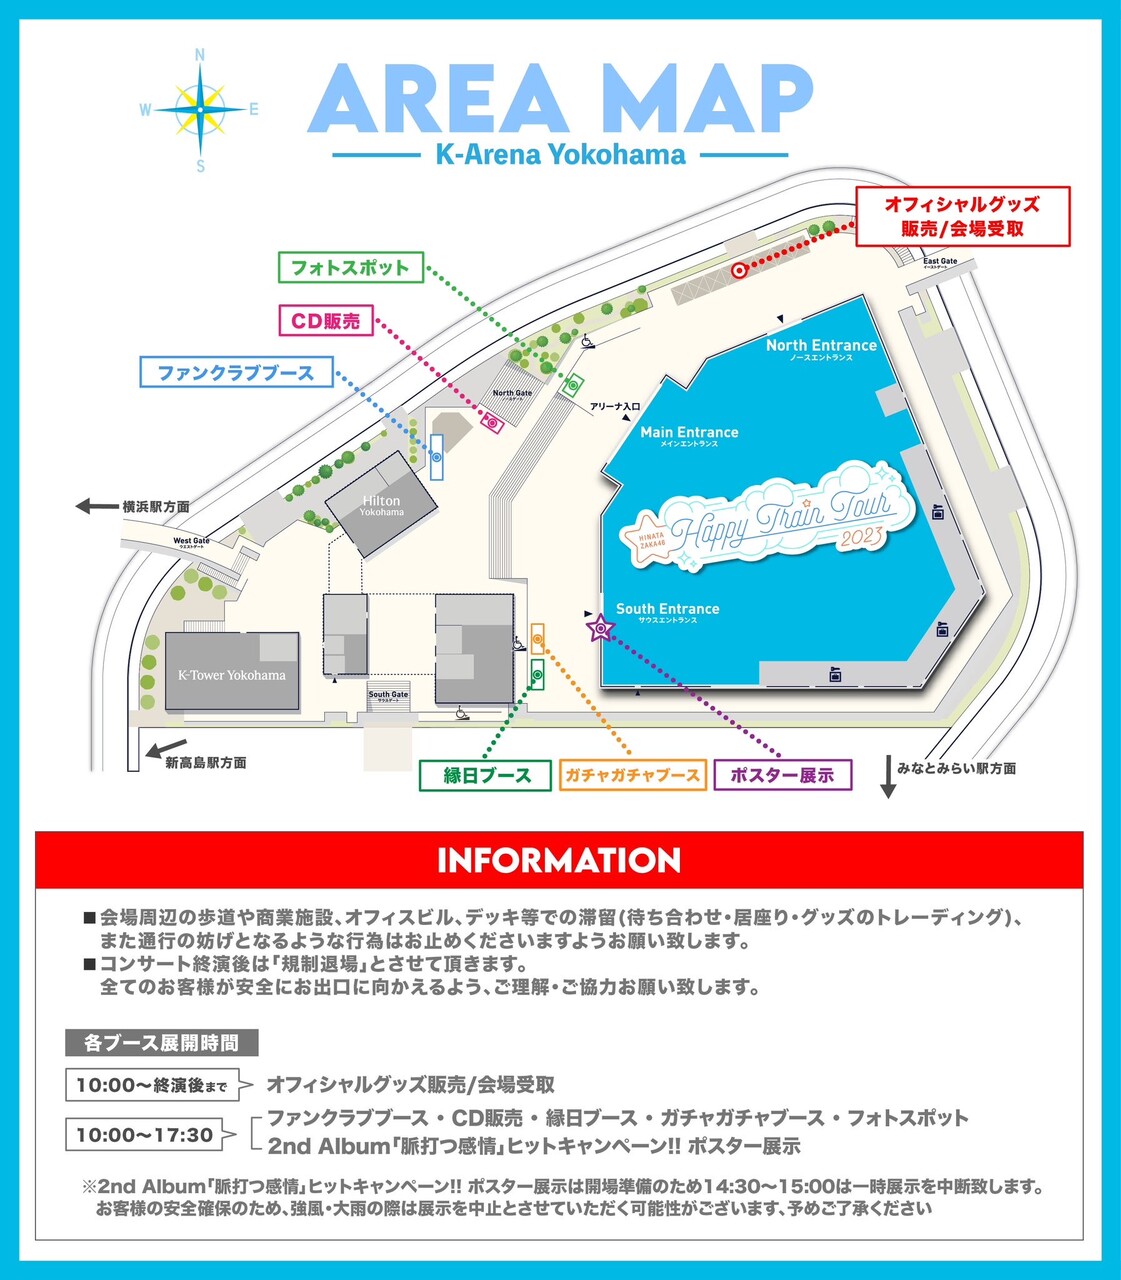 N
W
E
S
AREA MAP
K-Arena Yokohama
オフィシャルグッズ
販売/会場受取
フォトスポット
CD販売
ファンクラブブース
East Gate
イーストゲート
North Entrance
ノースエントランス
North Gate
ノースゲート
アリーナ入口
Main Entrance
メインエントランス
Hilton
Yokohama
横浜駅方面
West Gate
ウエストゲート
HINATA
ZAKA46
Happy Train Tour
2023
South Entrance
サウスエントランス
K-Tower Yokohama
South Gate
サウスゲート
新高島駅方面
縁日ブース
ガチャガチャブース
ポスター展示
みなとみらい駅方面
INFORMATION
■会場周辺の歩道や商業施設、オフィスビル、デッキ等での滞留(待ち合わせ・居座り・グッズのトレーディング)、
また通行の妨げとなるような行為はお止めくださいますようお願い致します。
■コンサート終演後は「規制退場」とさせて頂きます。
全てのお客様が安全にお出口に向かえるよう、ご理解・ご協力お願い致します。
各ブース展開時間
10:00〜終演後まで
オフィシャルグッズ販売/会場受取
10:00〜17:30
ファンクラブブース・CD販売・縁日ブース・ガチャガチャブース・フォトスポット
2nd Album「脈打つ感情」ヒットキャンペーン!! ポスター展示
※2nd Album「脈打つ感情」ヒットキャンペーン!! ポスター展示は開場準備のため14:30〜15:00は一時展示を中断致します。
お客様の安全確保のため、強風・大雨の際は展示を中止とさせていただく可能性がございます、予めご了承ください